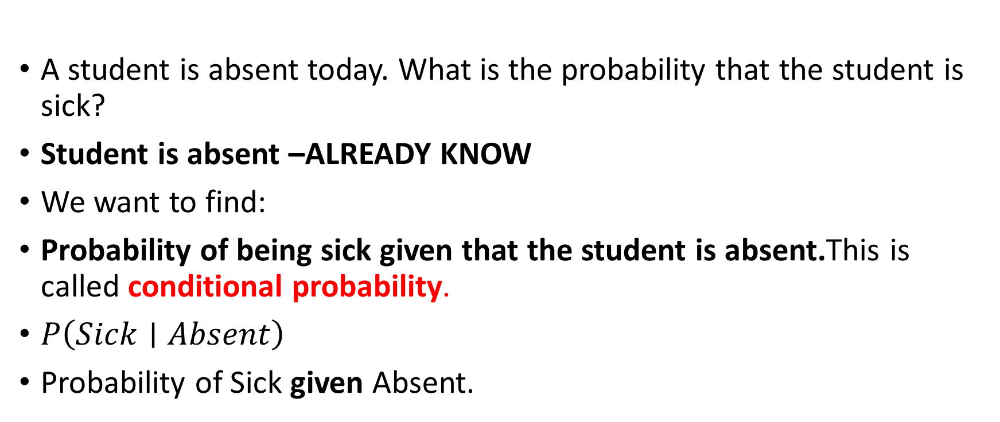 • A student is absent today. What is the probability that the student is
sick?
• Student is absent –ALREADY KNOW
• We want to find:
• Probability of being sick given that the student is absent.This is
called conditional probability.
• P(Sick | Absent)
• Probability of Sick given Absent.